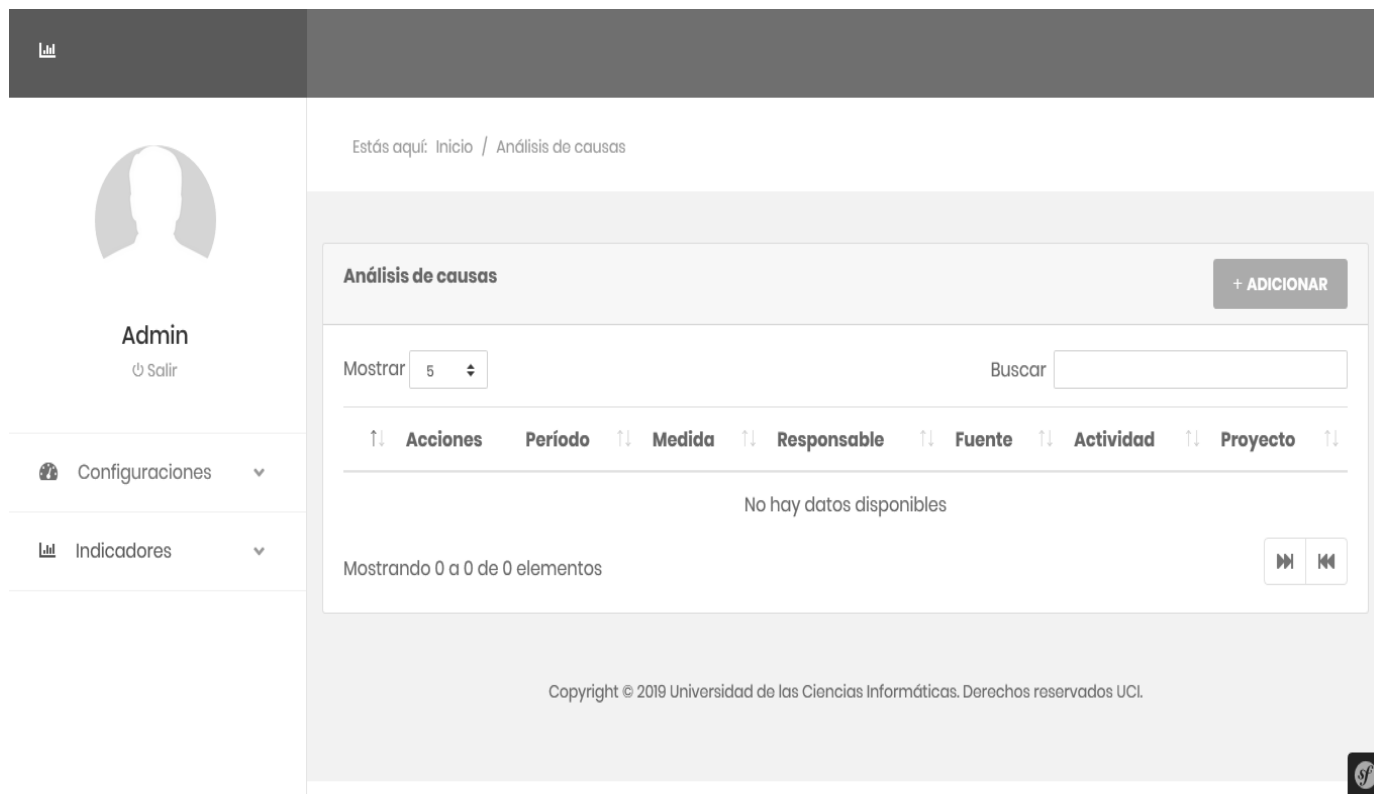 Estás aquí: Inicio / Análisis de causas
Admin
Salir
Configuraciones
Indicadores
Análisis de causas
+ ADICIONAR
Mostrar 5
Buscar
Acciones Período Medida Responsable Fuente Actividad Proyecto
No hay datos disponibles
Mostrando 0 a 0 de 0 elementos
Copyright © 2019 Universidad de las Ciencias Informáticas. Derechos reservados UCI.
sf